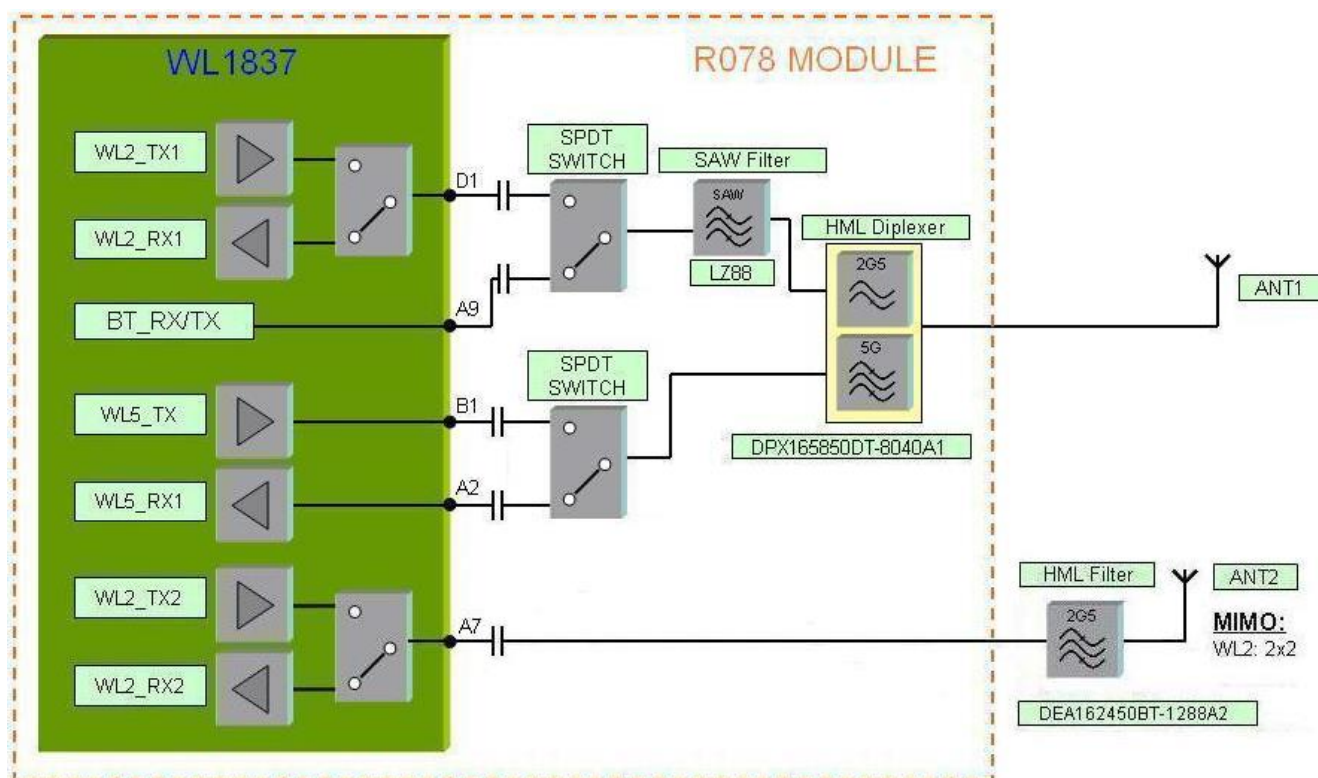 WL1837
R078 MODULE
WL2_TX1
WL2_RX1
BT_RX/TX
WL5_TX
WL5_RX1
WL2_TX2
WL2_RX2
D1
A9
B1
A2
A7
SPDT
SWITCH
SAW Filter
SAW
LZ88
HML Diplexer
2G5
5G
DPX165850DT-8040A1
SPDT
SWITCH
ANT1
HML Filter
2G5
DEA162450BT-1288A2
ANT2
MIMO:
WL2: 2x2